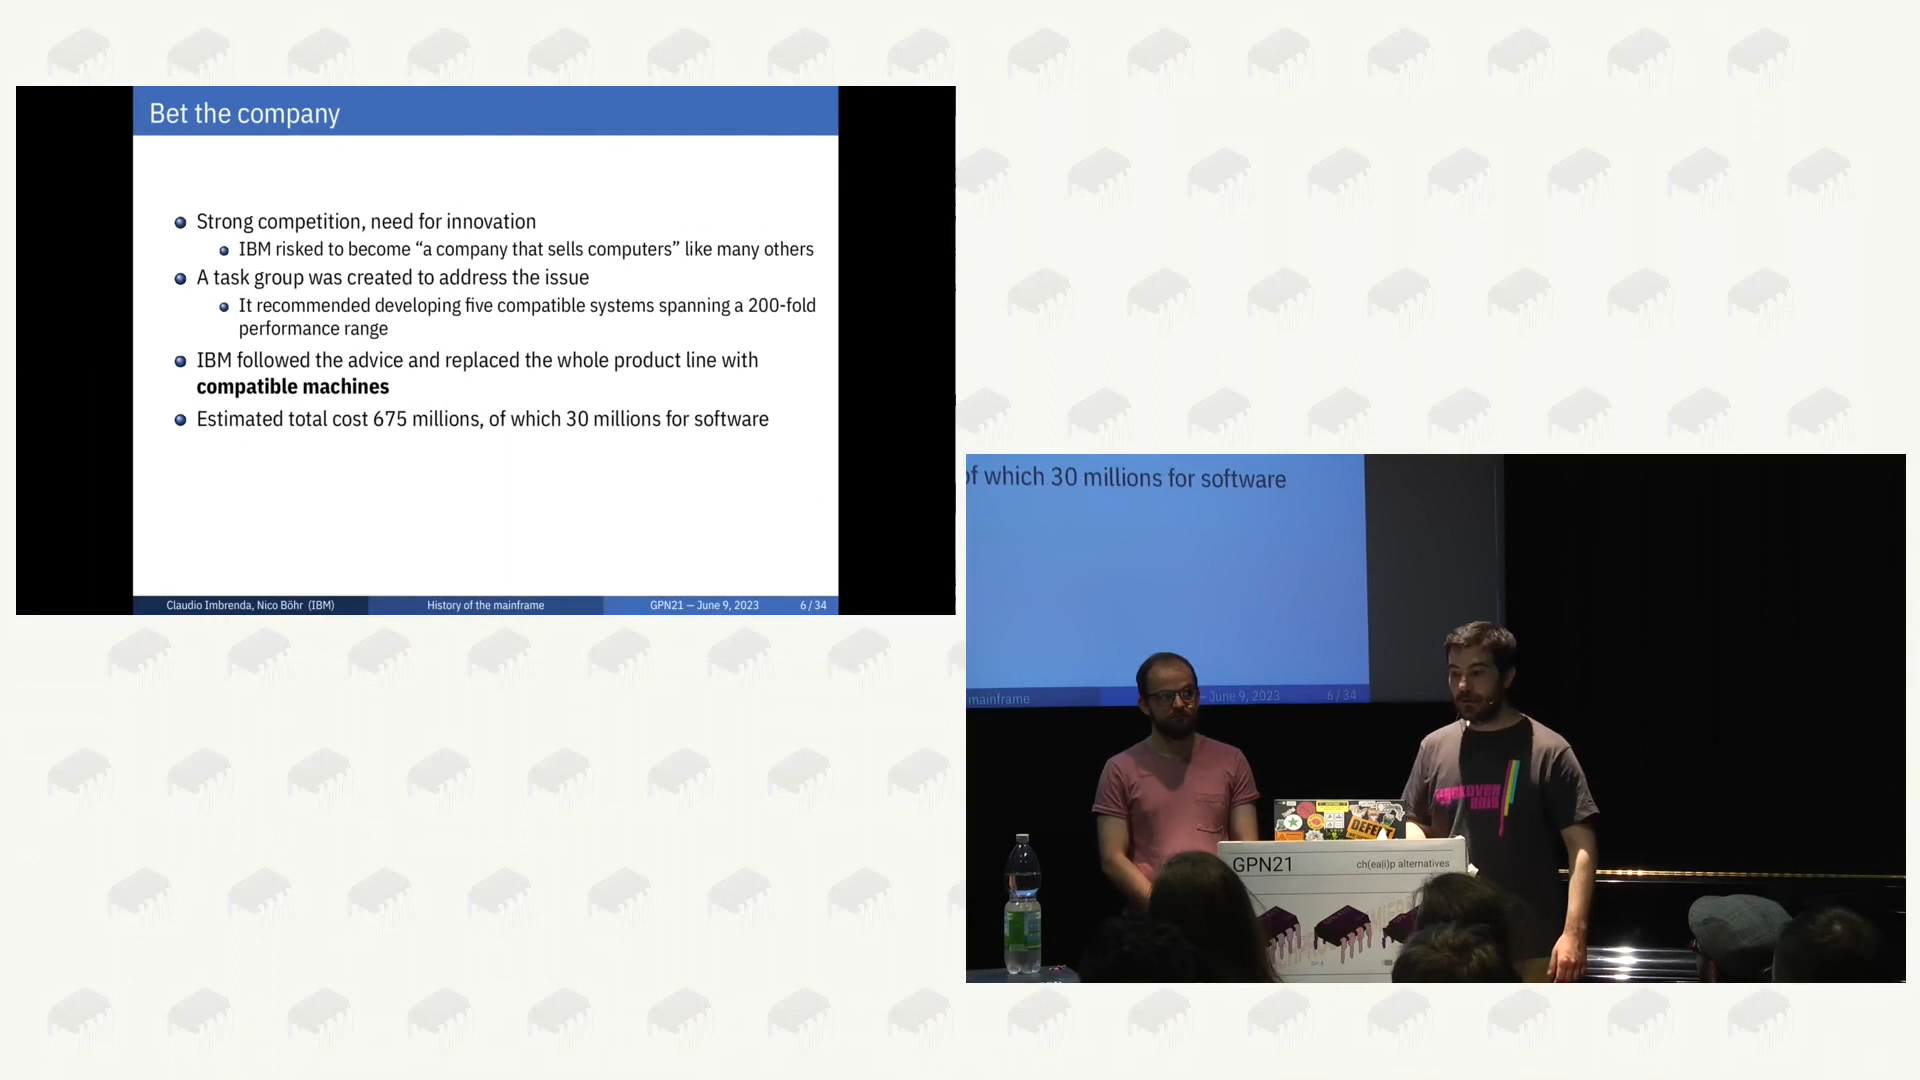 Bet the company
Strong competition, need for innovation
IBM risked to become “a company that sells computers” like many others
A task group was created to address the issue
It recommended developing five compatible systems spanning a 200-fold
performance range
IBM followed the advice and replaced the whole product line with
compatible machines
Estimated total cost 675 millions, of which 30 millions for software
Claudio Imbrenda, Nico Böhr (IBM) History of the mainframe GPN21 — June 9, 2023 6 / 34
of which 30 millions for software
mainframe — June 9, 2023 6 / 34
DEFECT
GPN21 ch(ea|i)p alternatives